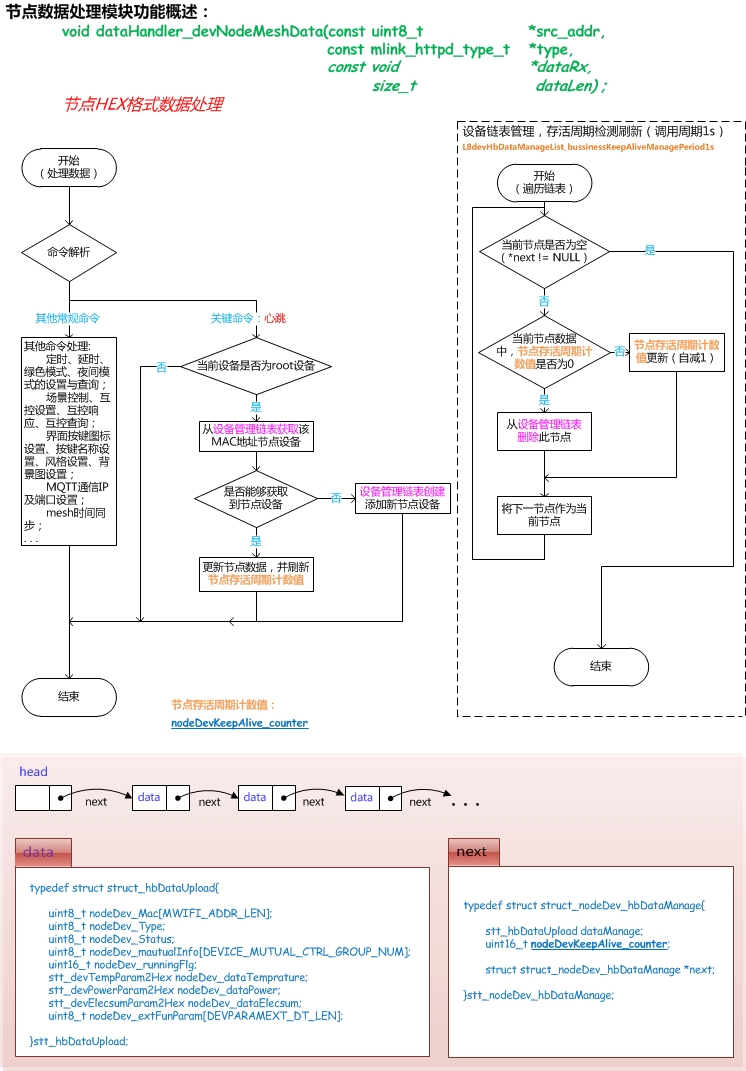 节点数据处理模块功能概述：
void dataHandler_devNodeMeshData(const uint8_t *src_addr,
const mlink_httpd_type_t *type,
const void *dataRx,
size_t dataLen) ;
节点HEX格式数据处理
开始
（处理数据）
命令解析
其他常规命令
关键命令：心跳
其他命令处理:
定时、延时、
绿色模式、夜间模
式的设置与查询；
场景控制、互
控设置、互控响
应、互控查询；
界面按键图标
设置、按键名称设
置、风格设置、背
景图设置；
MQTT通信IP
及端口设置；
mesh时间同
步；
. . .
否
当前设备是否为root设备
是
从设备管理链表获取该
MAC地址节点设备
是否能够获取
到节点设备
否
设备管理链表创建
添加新节点设备
是
更新节点数据，并刷新
节点存活周期计数值
结束
节点存活周期计数值：
nodeDevKeepAlive_counter
设备链表管理，存活周期检测刷新（调用周期1s）
L8devHbDataManageList_bussinessKeepAliveManagePeriod1s
开始
（遍历链表）
当前节点是否为空
（*next != NULL）
是
否
当前节点数据
中，节点存活周期计
数值是否为0
否
节点存活周期计数
值更新（自减1）
是
从设备管理链表
删除此节点
将下一节点作为当
前节点
结束
head
next data next data next data next . . .
data
typedef struct struct_hbDataUpload{
uint8_t nodeDev_Mac[MWIFI_ADDR_LEN];
uint8_t nodeDev_Type;
uint8_t nodeDev_Status;
uint8_t nodeDev_mautualInfo[DEVICE_MUTUAL_CTRL_GROUP_NUM];
uint16_t nodeDev_runningFlg;
stt_devTempParam2Hex nodeDev_dataTemprature;
stt_devPowerParam2Hex nodeDev_dataPower;
stt_devElecsumParam2Hex nodeDev_dataElecsum;
uint8_t nodeDev_extFunParam[DEVPARAMEXT_DT_LEN];
}stt_hbDataUpload;
next
typedef struct struct_nodeDev_hbDataManage{
stt_hbDataUpload dataManage;
uint16_t nodeDevKeepAlive_counter;
struct struct_nodeDev_hbDataManage *next;
}stt_nodeDev_hbDataManage;